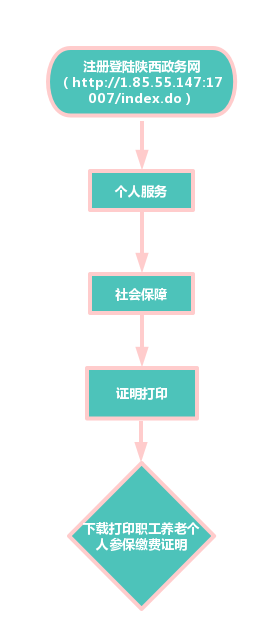 注册登陆陕西政务网
（http://1.85.55.147:17
007/index.do）
个人服务
社会保障
证明打印
下载打印职工养老个
人参保缴费证明